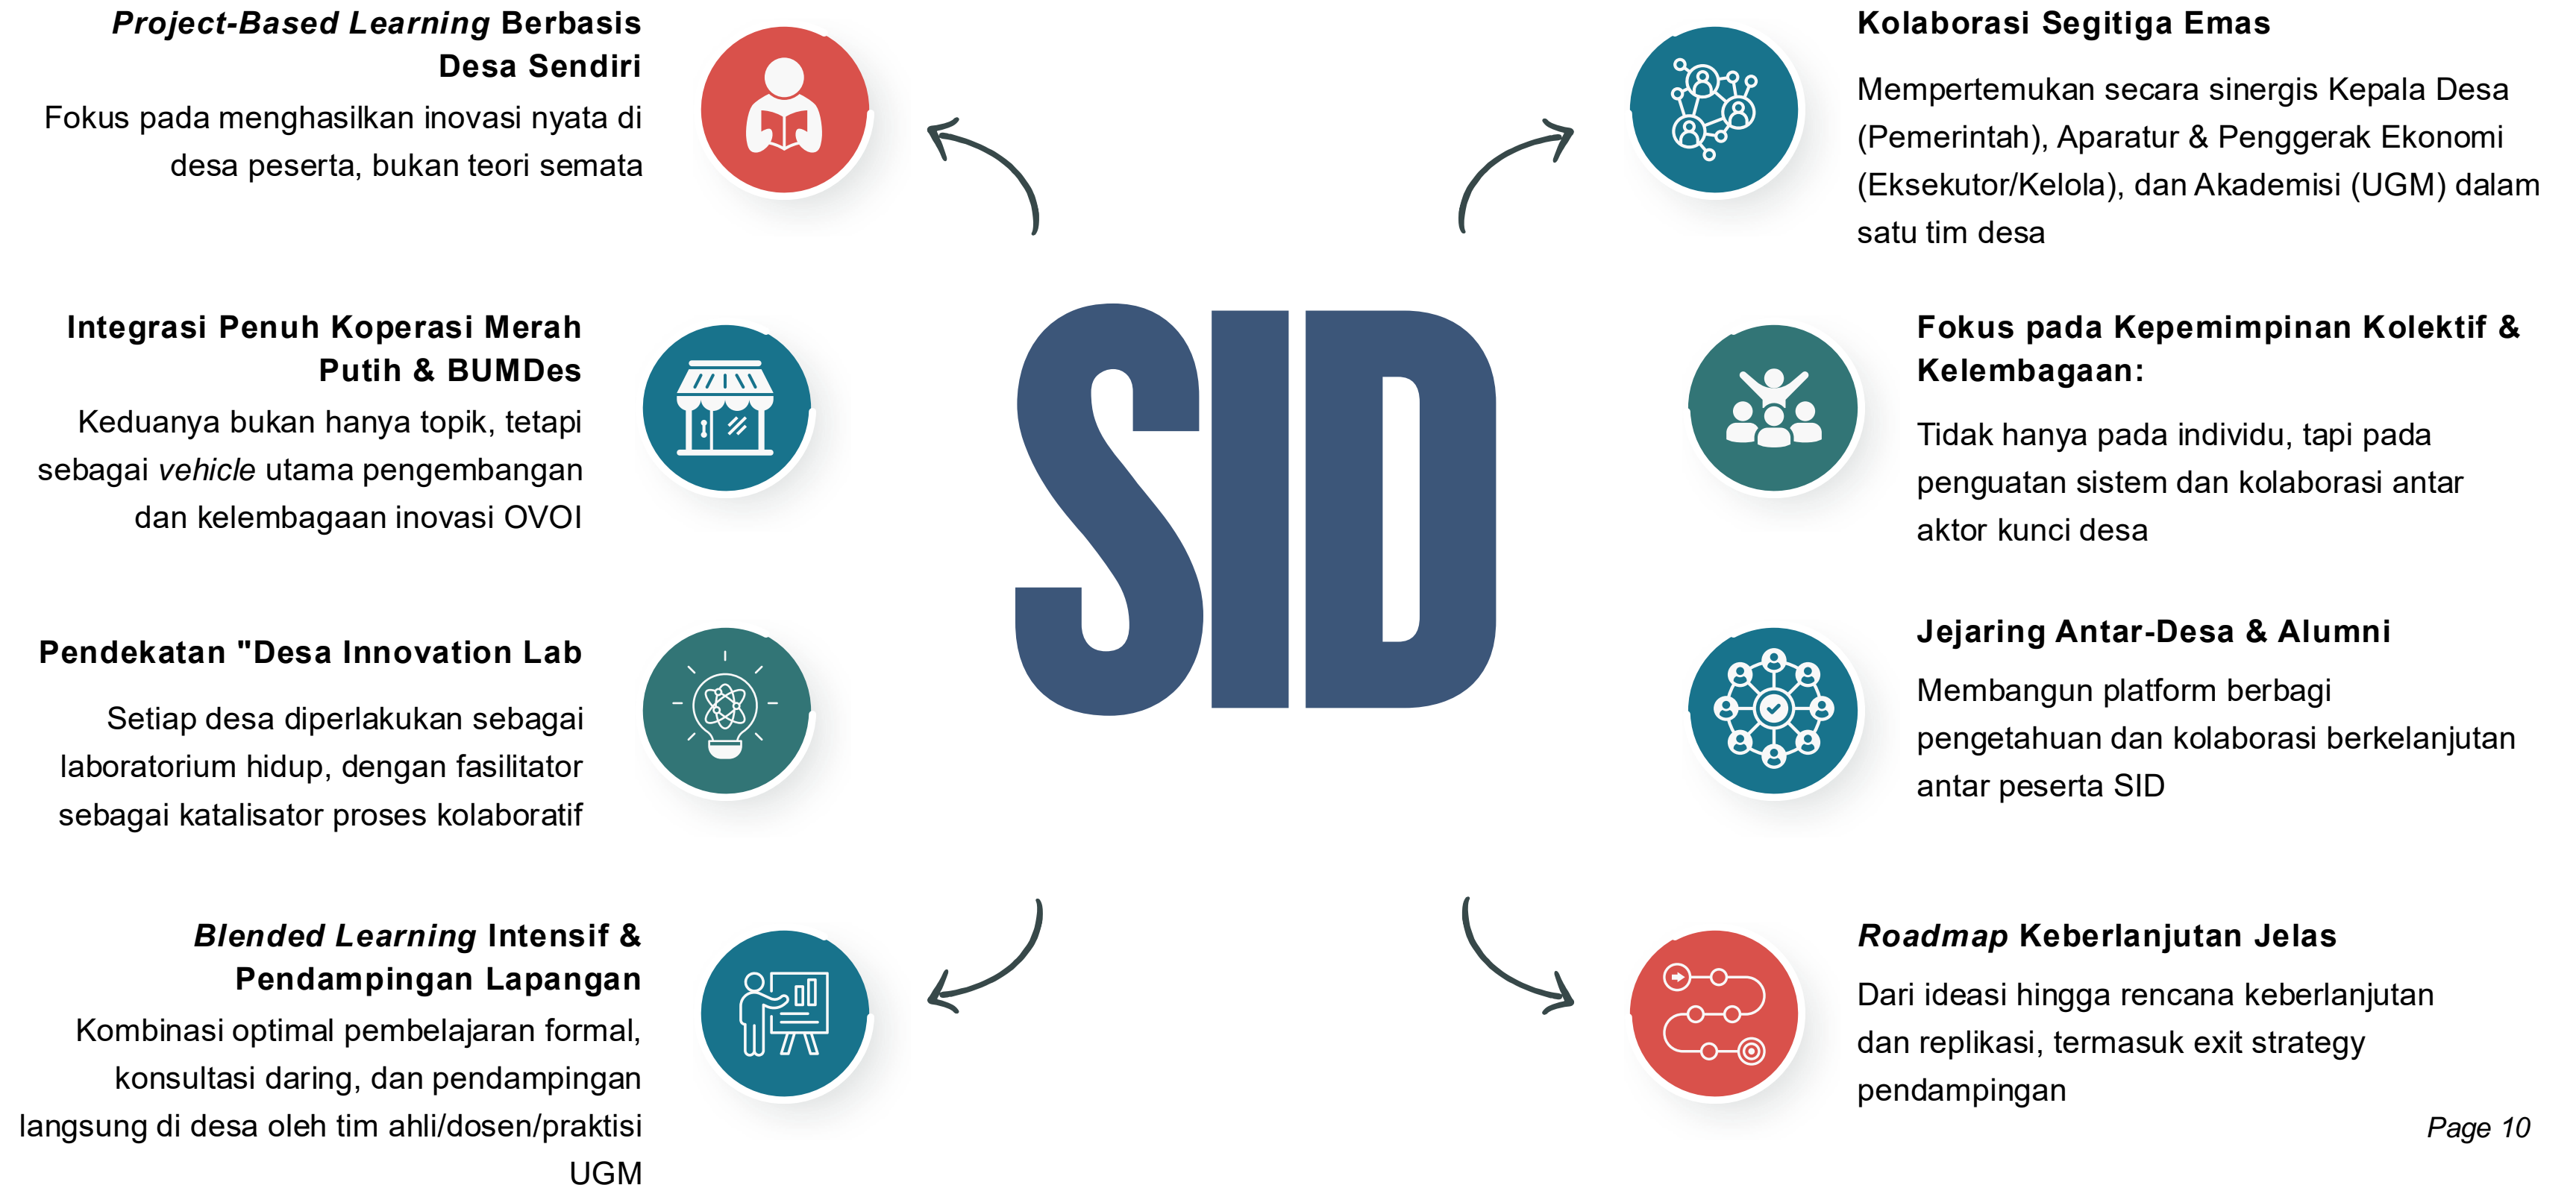 Project-Based Learning Berbasis
Desa Sendiri
Fokus pada menghasilkan inovasi nyata di
desa peserta, bukan teori semata
Integrasi Penuh Koperasi Merah
Putih & BUMDes
Keduanya bukan hanya topik, tetapi
sebagai vehicle utama pengembangan
dan kelembagaan inovasi OVOI
Pendekatan "Desa Innovation Lab
Setiap desa diperlakukan sebagai
laboratorium hidup, dengan fasilitator
sebagai katalisator proses kolaboratif
Blended Learning Intensif &
Pendampingan Lapangan
Kombinasi optimal pembelajaran formal,
konsultasi daring, dan pendampingan
langsung di desa oleh tim ahli/dosen/praktisi
UGM
SID
Kolaborasi Segitiga Emas
Mempertemukan secara sinergis Kepala Desa
(Pemerintah), Aparatur & Penggerak Ekonomi
(Eksekutor/Kelola), dan Akademisi (UGM) dalam
satu tim desa
Fokus pada Kepemimpinan Kolektif &
Kelembagaan:
Tidak hanya pada individu, tapi pada
penguatan sistem dan kolaborasi antar
aktor kunci desa
Jejaring Antar-Desa & Alumni
Membangun platform berbagi
pengetahuan dan kolaborasi berkelanjutan
antar peserta SID
Roadmap Keberlanjutan Jelas
Dari ideasi hingga rencana keberlanjutan
dan replikasi, termasuk exit strategy
pendampingan
Page 10